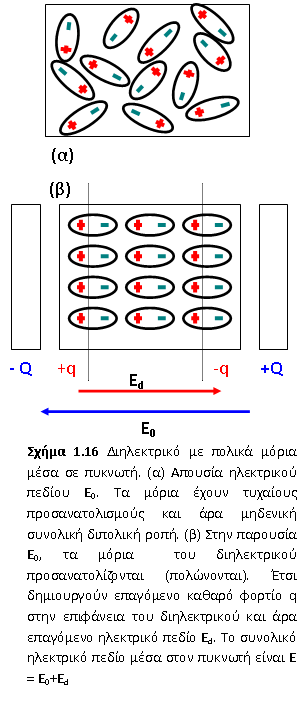 (α)
(β)
- Q +q -q +Q
Ed
E0
Σχήμα 1.16 Διηλεκτρικό με πολικά μόρια
μέσα σε πυκνωτή. (α) Απουσία ηλεκτρικού
πεδίου E0. Τα μόρια έχουν τυχαίους
προσανατολισμούς και άρα μηδενική
συνολική διπολική ροπή. (β) Στην παρουσία
E0, τα μόρια του διηλεκτρικού
προσανατολίζονται (πολώνονται). Έτσι
δημιουργούν επαγόμενο καθαρό φορτίο q
στην επιφάνεια του διηλεκτρικού και άρα
επαγόμενο ηλεκτρικό πεδίο Ed. Το συνολικό
ηλεκτρικό πεδίο μέσα στον πυκνωτή είναι E
= E0+Ed